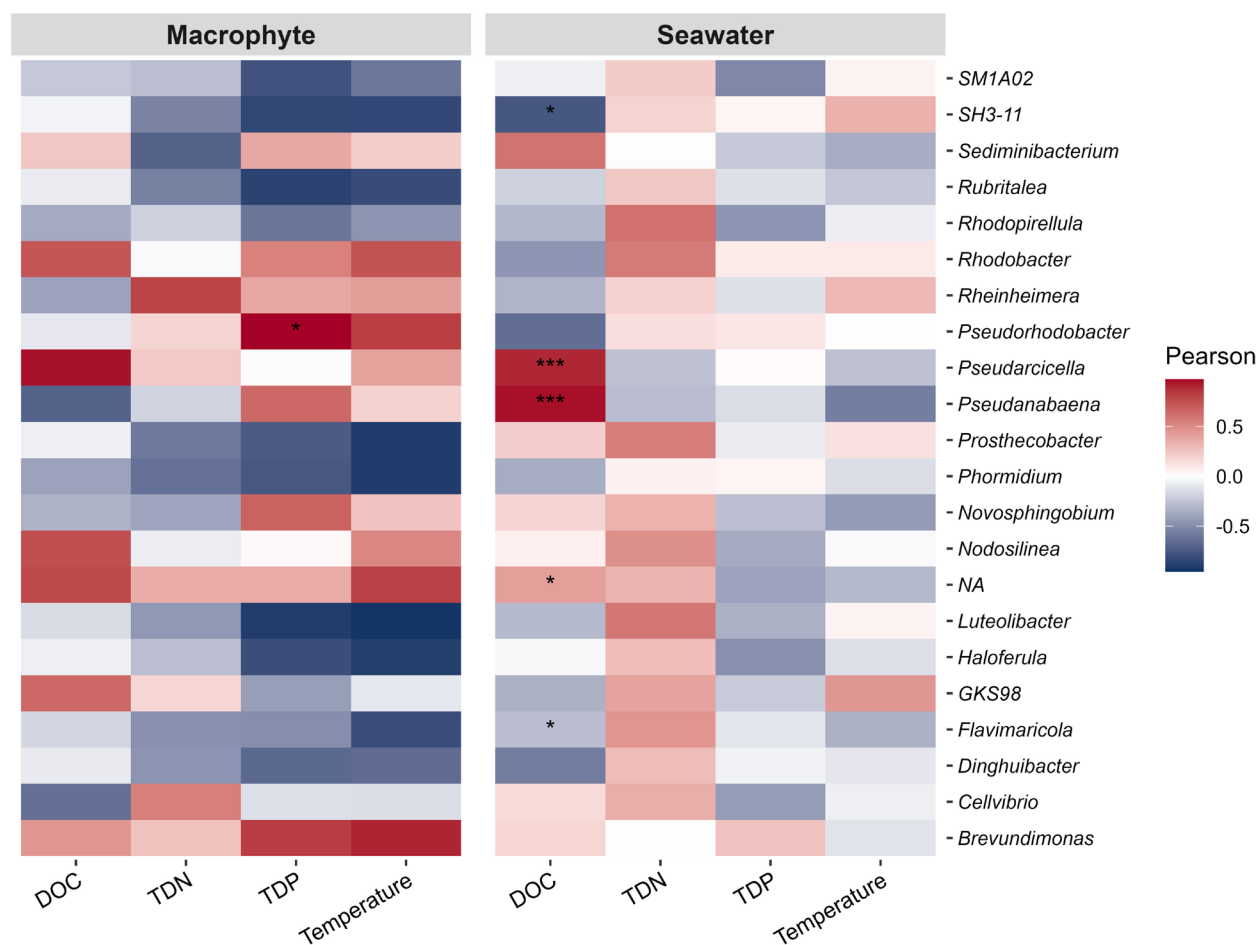 Macrophyte Seawater
- SM1A02
* - SH3-11
- Sediminibacterium
- Rubritalea
- Rhodopirellula
- Rhodobacter
- Rheinheimera
* - Pseudorhodobacter
*** - Pseudarcicella
*** - Pseudanabaena
- Prosthecobacter
- Phormidium
- Novosphingobium
- Nodosilinea
* - NA
- Luteolibacter
- Haloferula
- GKS98
* - Flavimaricola
- Dinghuibacter
- Cellvibrio
- Brevundimonas
Pearson
0.5
0.0
-0.5
DOC TDN TDP Temperature DOC TDN TDP Temperature